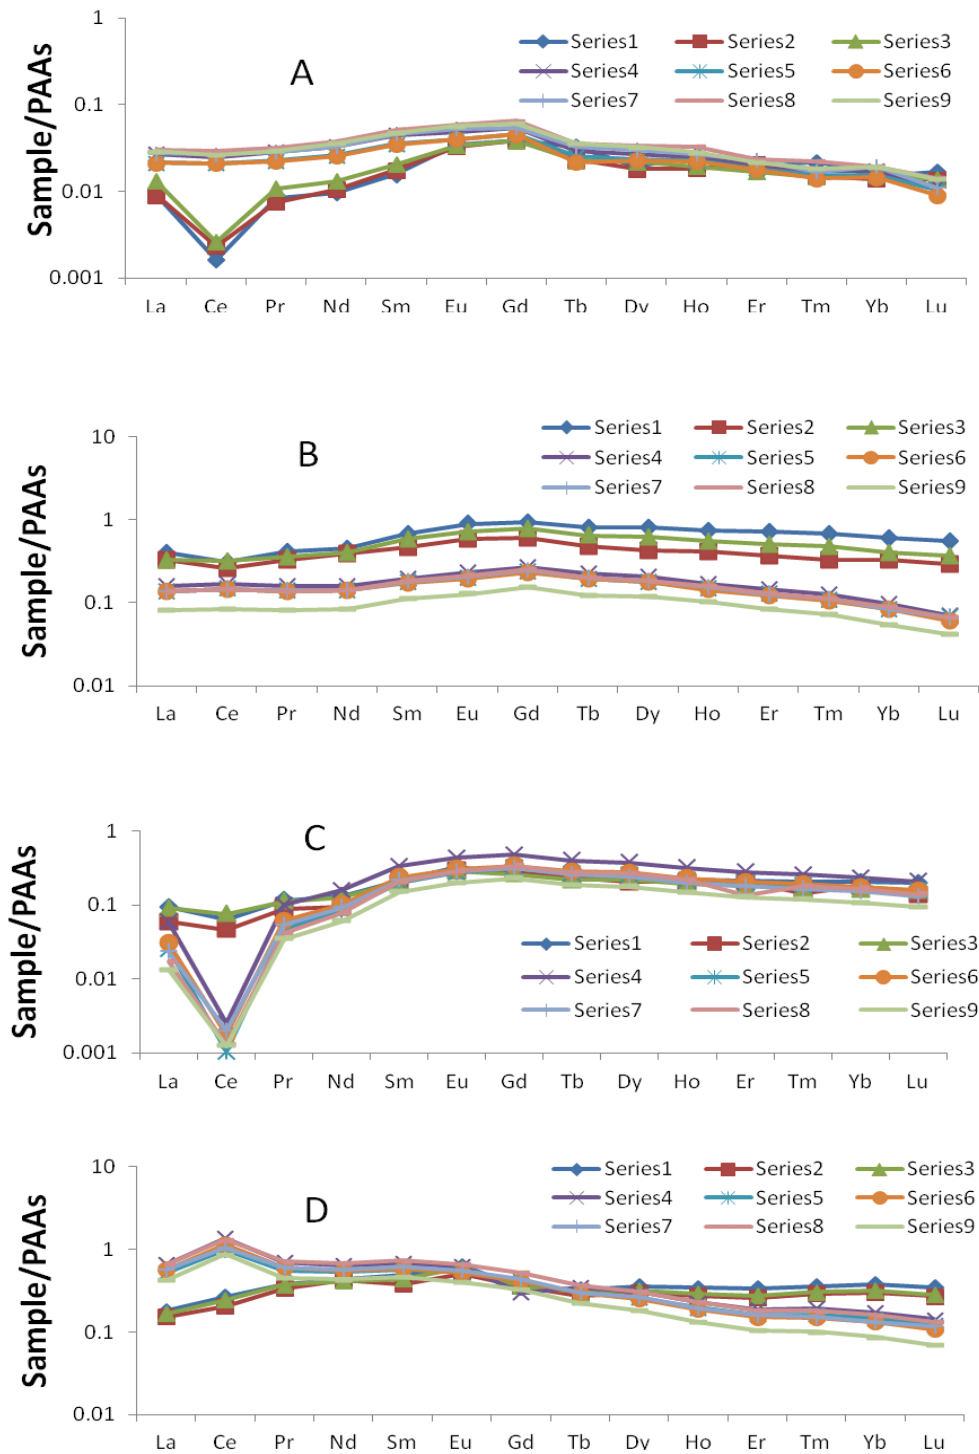 1
A
Series1 Series2 Series3
Series4 Series5 Series6
Series7 Series8 Series9
0.1
0.01
0.001
Sample/PAAs
La Ce Pr Nd Sm Eu Gd Tb Dy Ho Er Tm Yb Lu
10
B
Series1 Series2 Series3
Series4 Series5 Series6
Series7 Series8 Series9
1
0.1
0.01
Sample/PAAs
La Ce Pr Nd Sm Eu Gd Tb Dy Ho Er Tm Yb Lu
1
C
0.1
Series1 Series2 Series3
Series4 Series5 Series6
Series7 Series8 Series9
0.01
0.001
Sample/PAAs
La Ce Pr Nd Sm Eu Gd Tb Dy Ho Er Tm Yb Lu
10
Series1 Series2 Series3
Series4 Series5 Series6
Series7 Series8 Series9
D
1
0.1
0.01
Sample/PAAs
La Ce Pr Nd Sm Eu Gd Tb Dy Ho Er Tm Yb Lu